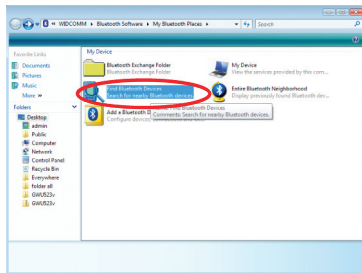 « WIDCOMM ▸ Bluetooth Software ▸ My Bluetooth Places ▸
Search
Favorite Links
Documents
Pictures
Music
More »
Folders
Desktop
admin
Public
Computer
Network
Control Panel
Recycle Bin
Everywhere
folder all
GWU523v
GWU523v
My Device
Bluetooth Exchange Folder
Bluetooth Exchange Folder
My Device
View the services provided by this com...
Find Bluetooth Devices
Search for nearby Bluetooth devices
Entire Bluetooth Neighborhood
Display previously found Bluetooth dev...
Add a Bluetooth D
Configure devices,
Find Bluetooth Devices
Comments: Search for nearby Bluetooth devices